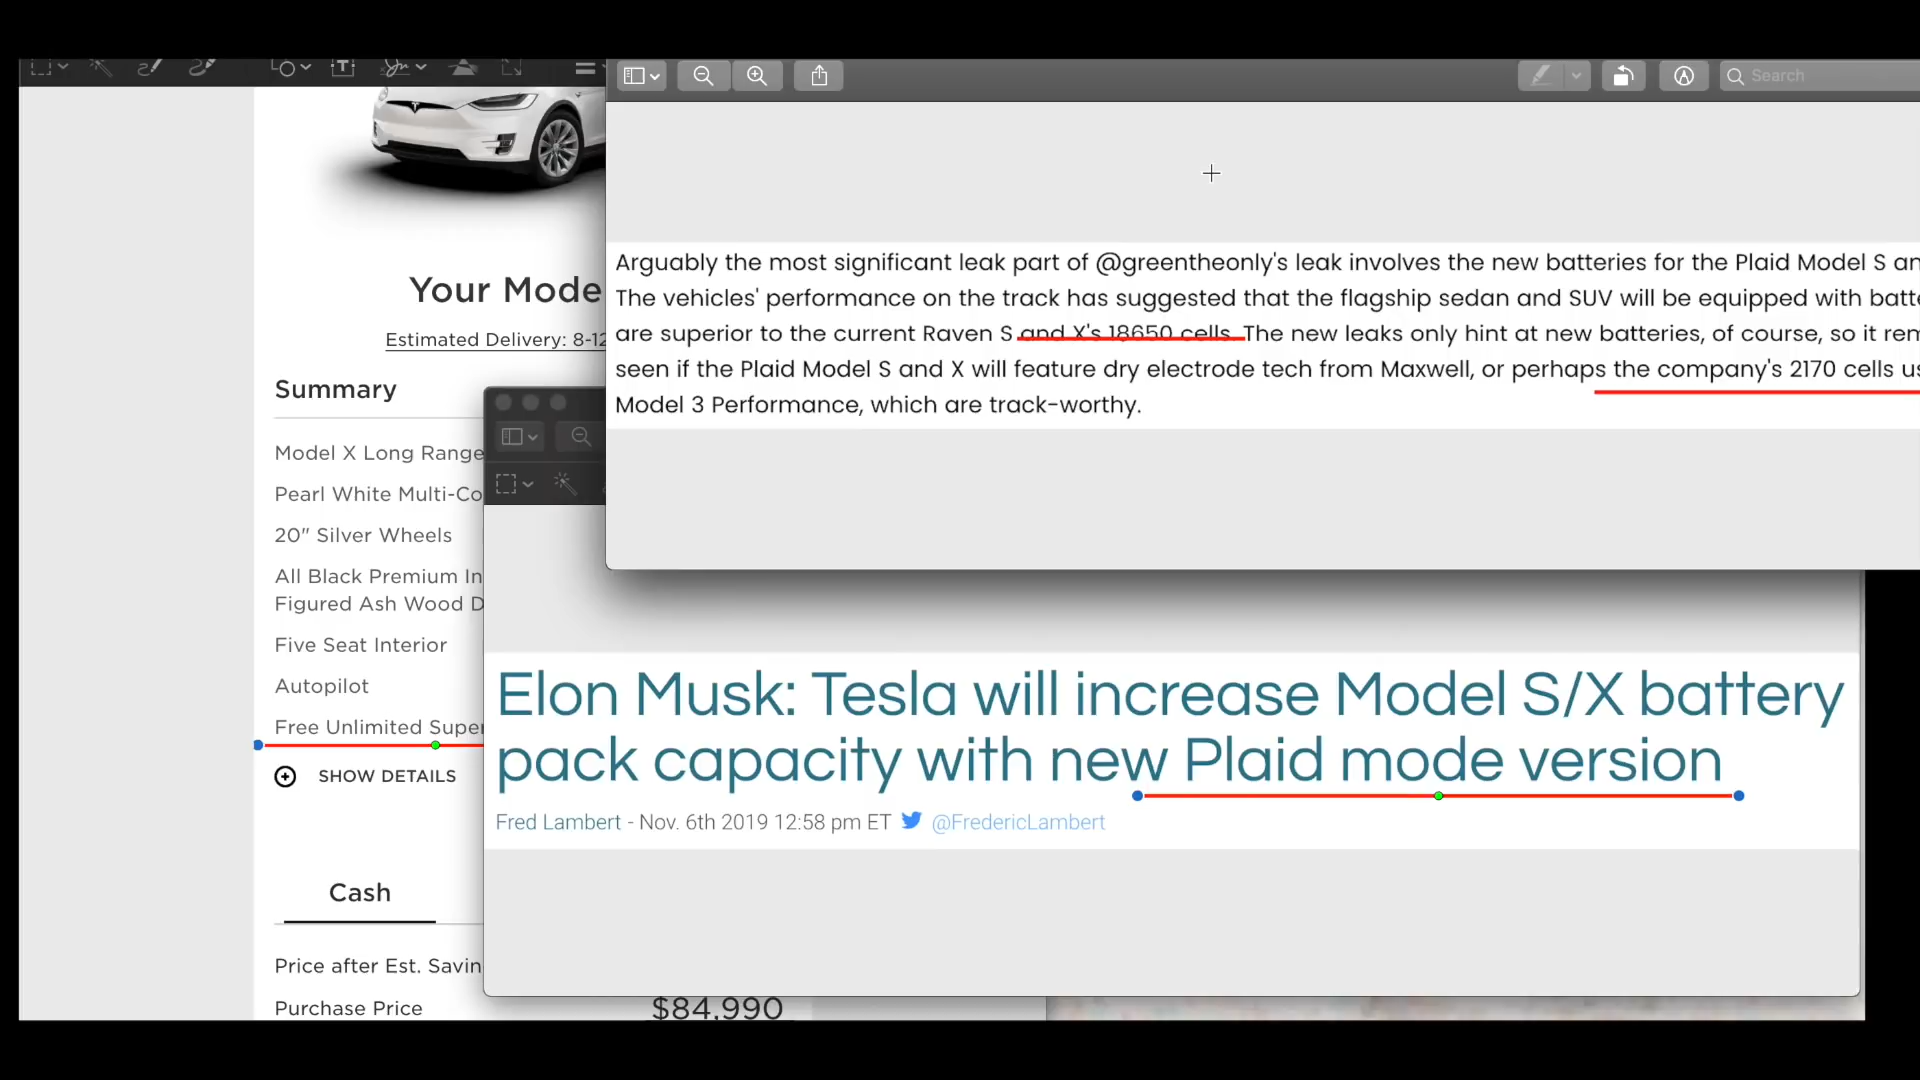 Search
Arguably the most significant leak part of @greentheonly's leak involves the new batteries for the Plaid Model S an
The vehicles' performance on the track has suggested that the flagship sedan and SUV will be equipped with batt
are superior to the current Raven S and X's 18650 cells. The new leaks only hint at new batteries, of course, so it rem
seen if the Plaid Model S and X will feature dry electrode tech from Maxwell, or perhaps the company's 2170 cells us
Model 3 Performance, which are track-worthy.
Your Mode
Estimated Delivery: 8-12
Summary
Model X Long Range
Pearl White Multi-Co
20" Silver Wheels
All Black Premium In
Figured Ash Wood D
Five Seat Interior
Autopilot
Free Unlimited Super
SHOW DETAILS
Cash
Price after Est. Savin
Purchase Price $84,990
Elon Musk: Tesla will increase Model S/X battery
pack capacity with new Plaid mode version
Fred Lambert - Nov. 6th 2019 12:58 pm ET @FredericLambert